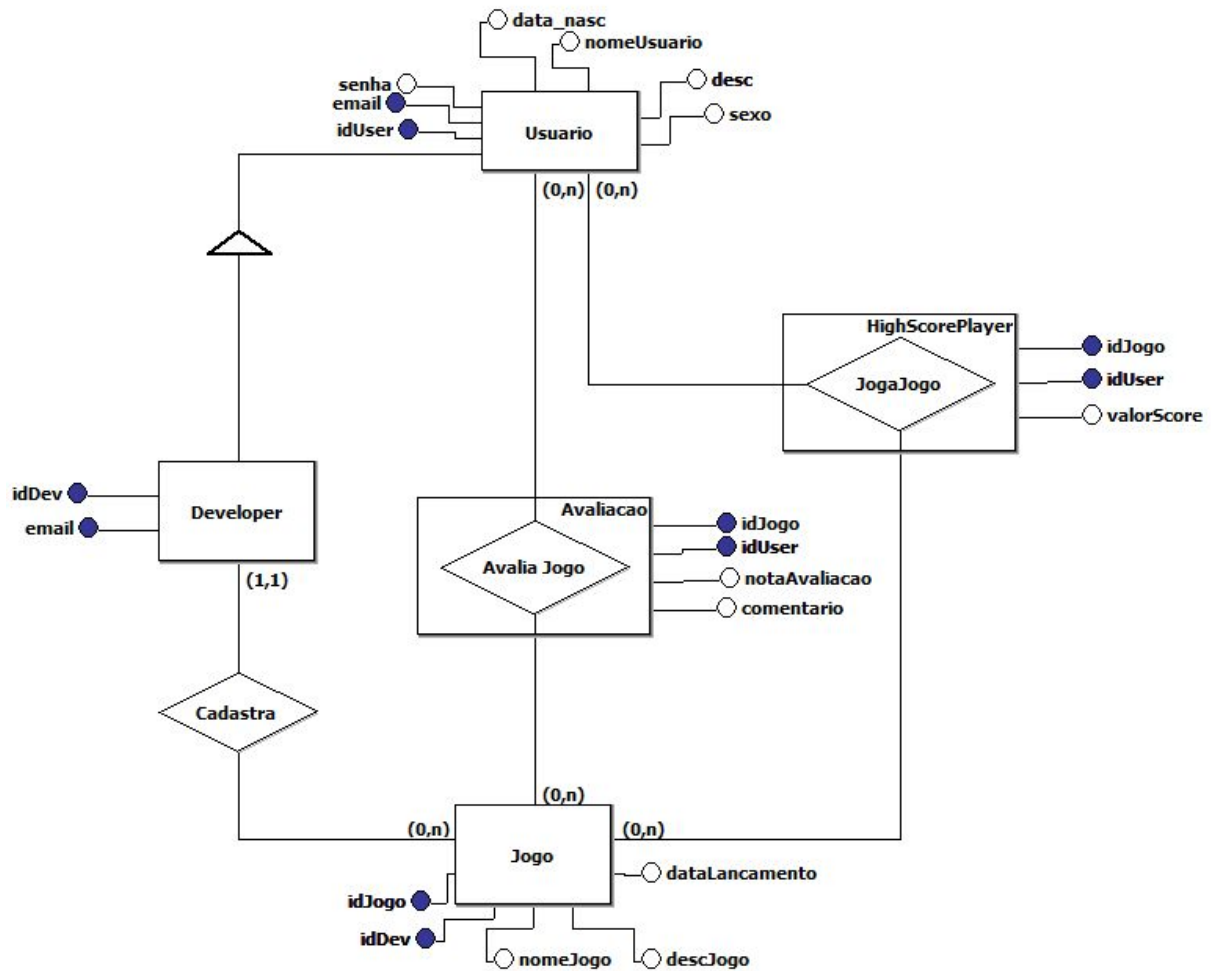 data_nasc
nomeUsuario
senha
desc
email
sexo
idUser
Usuario
(0,n)
(0,n)
HighScorePlayer
idJogo
JogaJogo
idUser
valorScore
idDev
Developer
email
Avaliacao
idJogo
idUser
Avalia Jogo
notaAvaliacao
comentario
(1,1)
Cadastra
(0,n)
(0,n)
(0,n)
Jogo
dataLancamento
idJogo
idDev
nomeJogo
descJogo